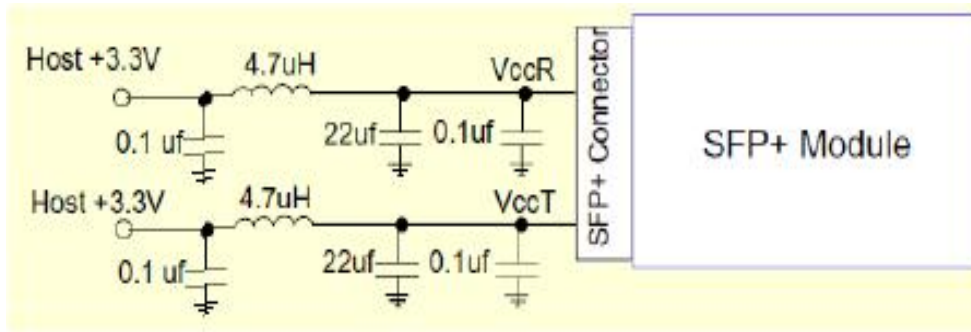 Host +3.3V
4.7uH
VccR
0.1 uf
22uf
0.1uf
SFP+ Connector
SFP+ Module
Host +3.3V
4.7uH
VccT
0.1 uf
22uf
0.1uf